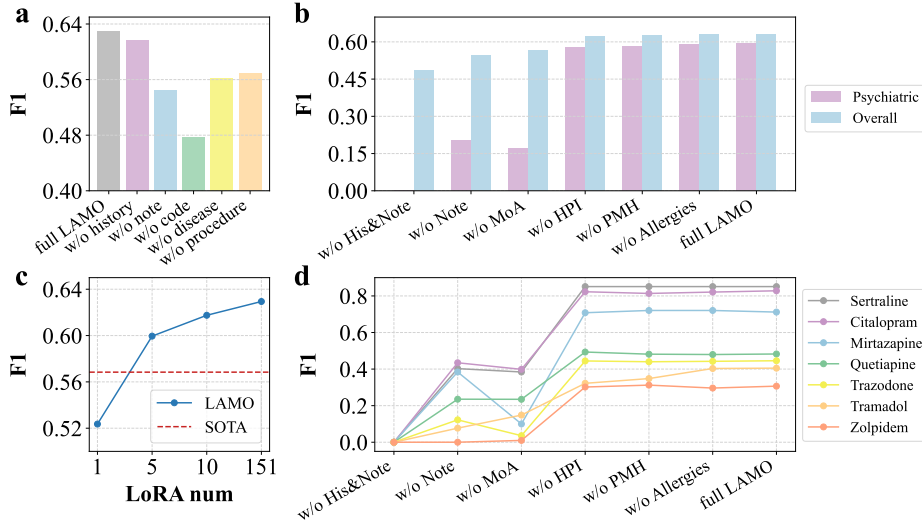 a
F1
0.64
0.56
0.48
0.40
full LAMO
w/o history
w/o note
w/o code
w/o disease
w/o procedure
b
F1
0.60
0.45
0.30
0.15
0.00
w/o His&Note
w/o Note
w/o MoA
w/o HPI
w/o PMH
w/o Allergies
full LAMO
Psychiatric
Overall
c
F1
0.64
0.60
0.56
0.52
LAMO
SOTA
1
5
10
151
LoRA num
d
F1
0.8
0.6
0.4
0.2
0.0
w/o His&Note
w/o Note
w/o MoA
w/o HPI
w/o PMH
w/o Allergies
full LAMO
Sertraline
Citalopram
Mirtazapine
Quetiapine
Trazodone
Tramadol
Zolpidem